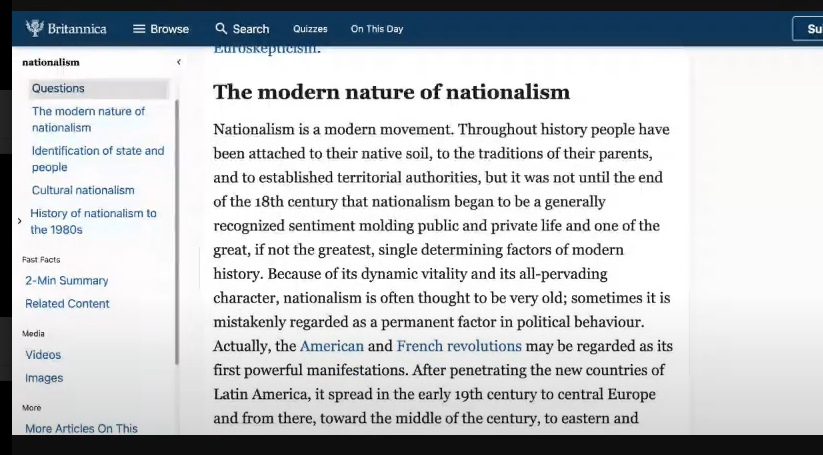 Britannica Browse Search Quizzes On This Day Su
nationalism
Questions
The modern nature of
nationalism
Identification of state and
people
Cultural nationalism
History of nationalism to
the 1980s
Fast Facts
2-Min Summary
Related Content
Media
Videos
Images
More
More Articles On This
Euroskepticism.
The modern nature of nationalism
Nationalism is a modern movement. Throughout history people have
been attached to their native soil, to the traditions of their parents,
and to established territorial authorities, but it was not until the end
of the 18th century that nationalism began to be a generally
recognized sentiment molding public and private life and one of the
great, if not the greatest, single determining factors of modern
history. Because of its dynamic vitality and its all-pervading
character, nationalism is often thought to be very old; sometimes it is
mistakenly regarded as a permanent factor in political behaviour.
Actually, the American and French revolutions may be regarded as its
first powerful manifestations. After penetrating the new countries of
Latin America, it spread in the early 19th century to central Europe
and from there, toward the middle of the century, to eastern and